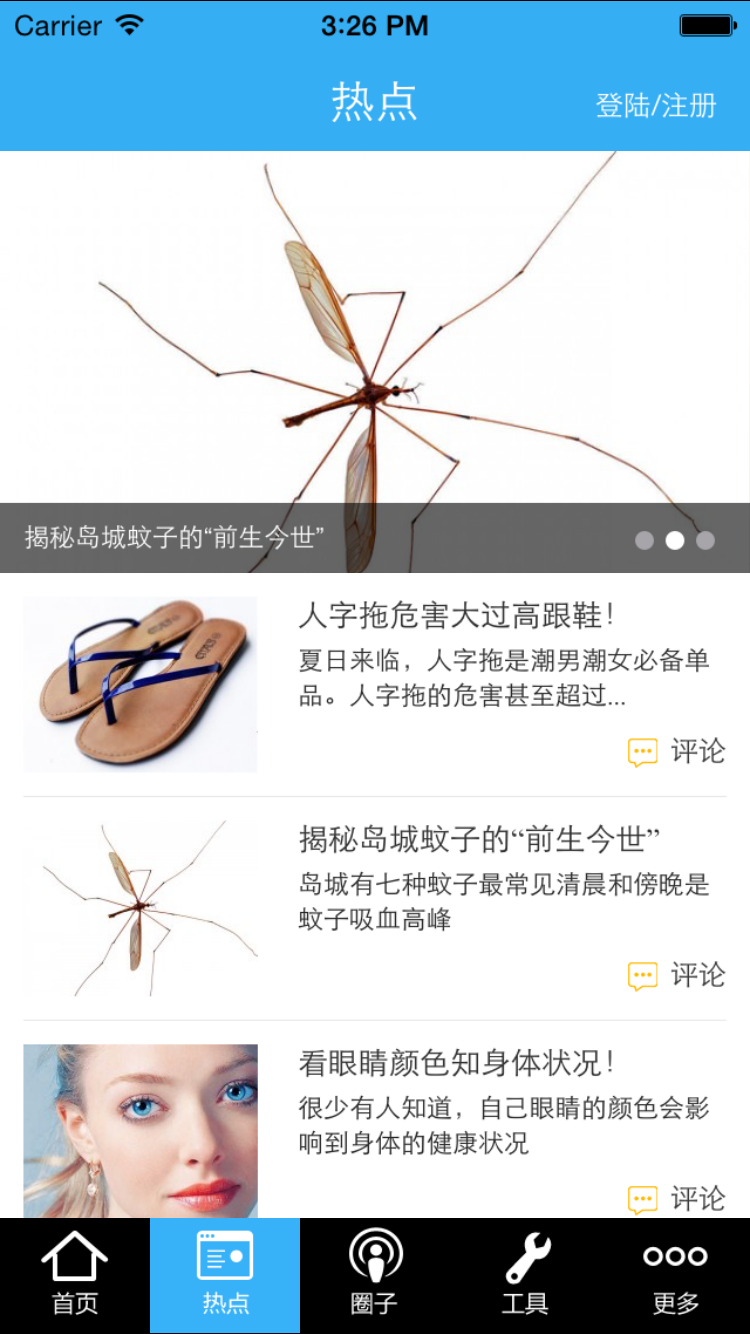 Carrier 3:26 PM
热点
登陆/注册
揭秘岛城蚊子的“前生今世”
人字拖危害大过高跟鞋！
夏日来临，人字拖是潮男潮女必备单
品。人字拖的危害甚至超过...
评论
揭秘岛城蚊子的“前生今世”
岛城有七种蚊子最常见清晨和傍晚是
蚊子吸血高峰
评论
看眼睛颜色知身体状况！
很少有人知道，自己眼睛的颜色会影
响到身体的健康状况
评论
首页 热点 圈子 工具 更多